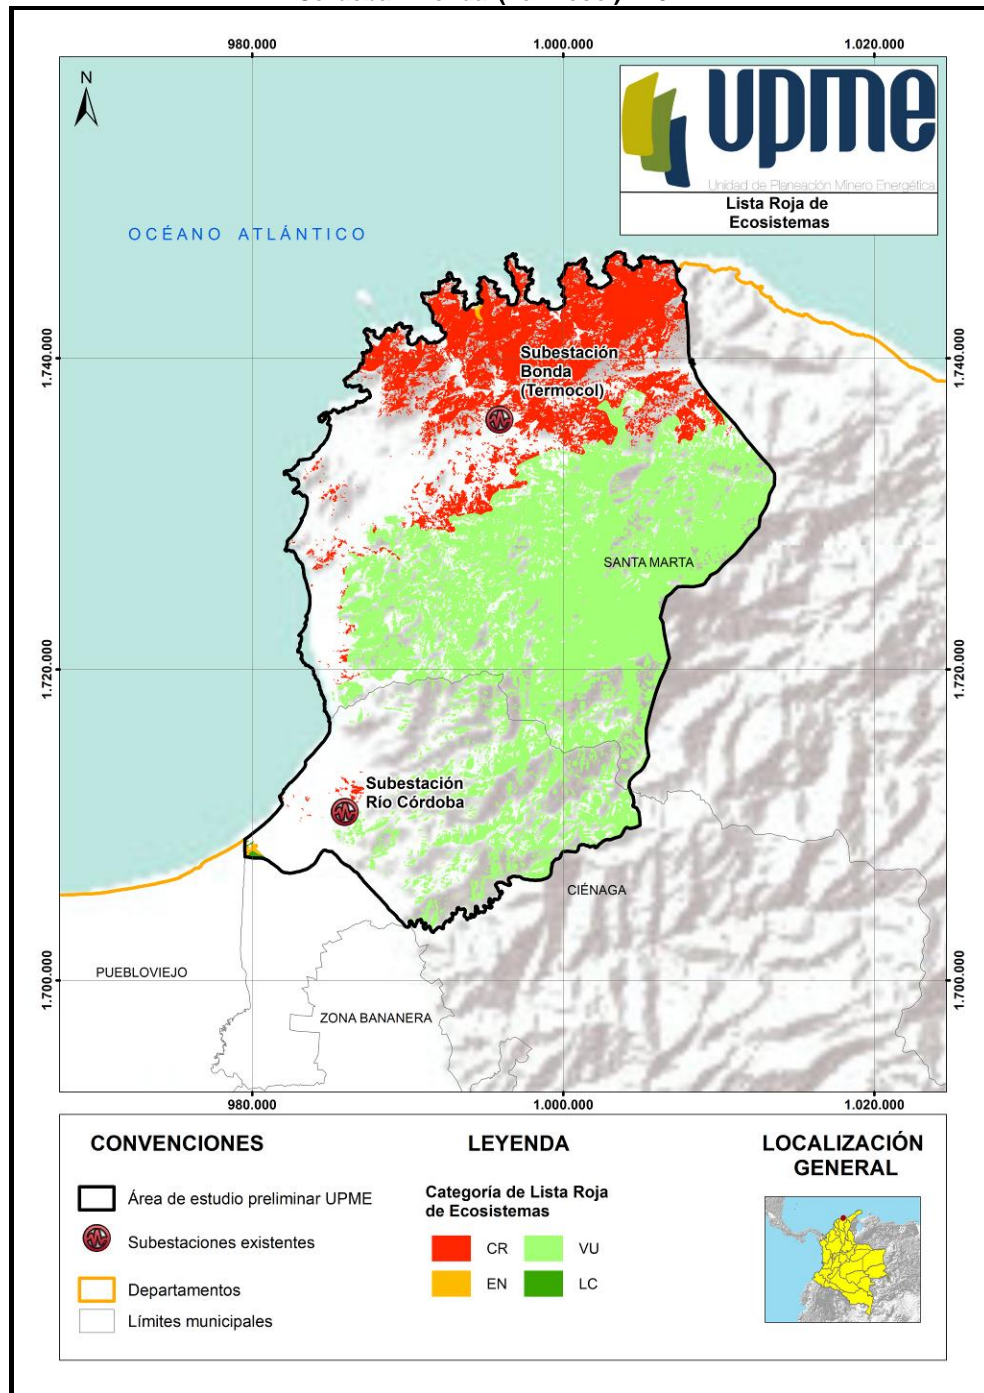 980.000
1.000.000
1.020.000
N
upme
Unidad de Planeación Minero Energética
Lista Roja de
Ecosistemas
OCÉANO ATLÁNTICO
1.740.000
1.740.000
Subestación
Bonda
(Termocol)
SANTA MARTA
1.720.000
1.720.000
Subestación
Río Córdoba
CIÉNAGA
PUEBLOVIEJO
1.700.000
1.700.000
ZONA BANANERA
980.000
1.000.000
1.020.000
CONVENCIONES
Área de estudio preliminar UPME
Subestaciones existentes
Departamentos
Límites municipales
LEYENDA
Categoría de Lista Roja
de Ecosistemas
CR
VU
EN
LC
LOCALIZACIÓN
GENERAL